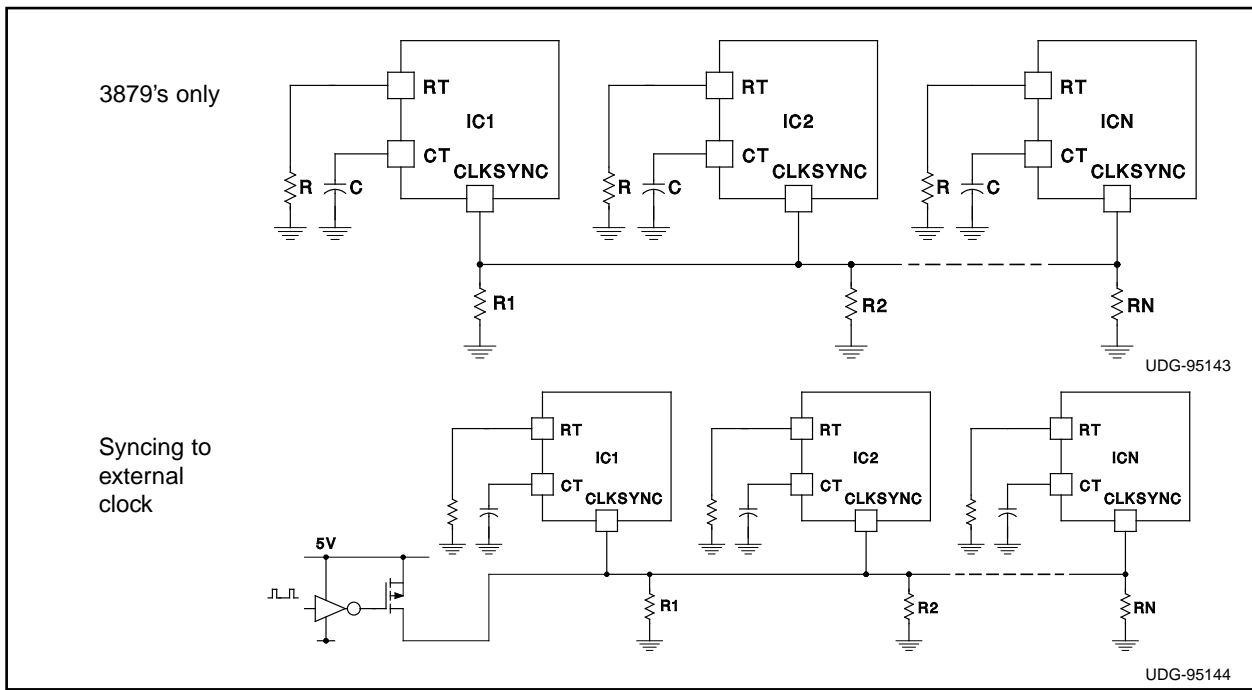 3879’s only
RT
IC1
CT
CLKSYNC
R
C
R1
RT
IC2
CT
CLKSYNC
R
C
R2
RT
ICN
CT
CLKSYNC
R
C
RN
UDG-95143
Syncing to
external
clock
5V
RT
IC1
CT
CLKSYNC
R1
RT
IC2
CT
CLKSYNC
R2
RT
ICN
CT
CLKSYNC
RN
UDG-95144